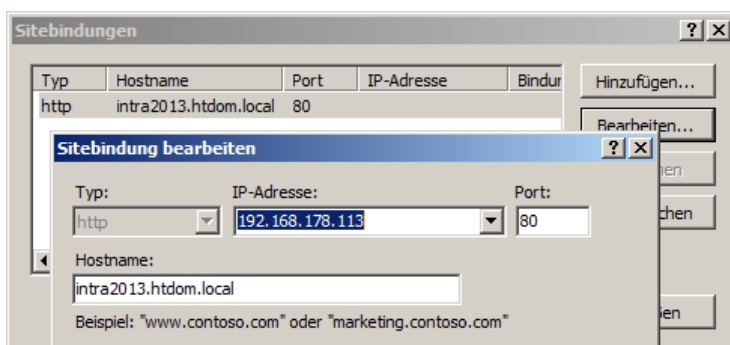 Sitebindungen
Typ Hostname Port IP-Adresse Bindur
http intra2013.htdom.local 80
Hinzufügen...
Bearbeiten...
Sitebindung bearbeiten
Typ: IP-Adresse: Port:
http 192.168.178.113 80
Hostname:
intra2013.htdom.local
Beispiel: "www.contoso.com" oder "marketing.contoso.com"